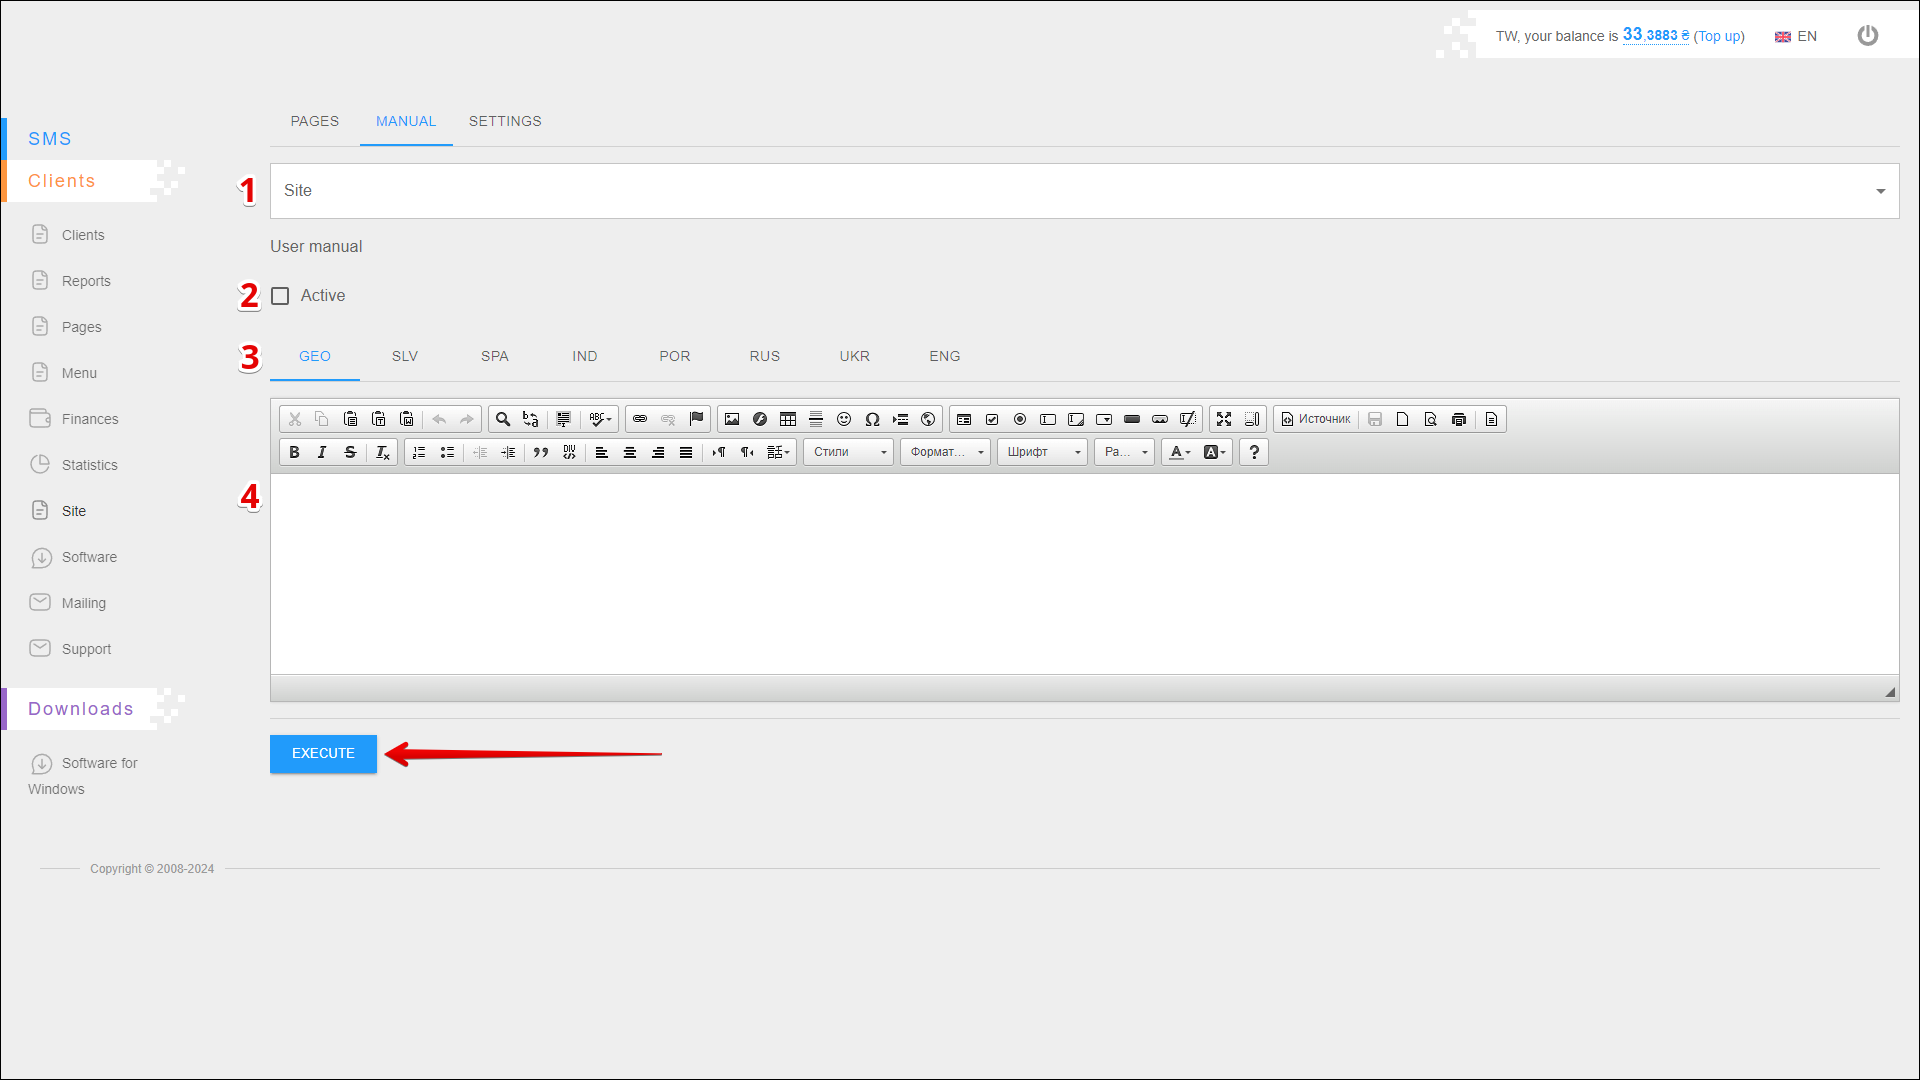 TW, your balance is 33,3883 ₴ (Top up) EN
PAGES MANUAL SETTINGS
SMS
Clients
1 Site
Clients
User manual
Reports
2 Active
Pages
3 GEO SLV SPA IND POR RUS UKR ENG
Menu
Finances
Источник
Стили Формат... Шрифт Ра...
Statistics
4
Site
Software
Mailing
Support
Downloads
EXECUTE
Software for
Windows
Copyright © 2008-2024